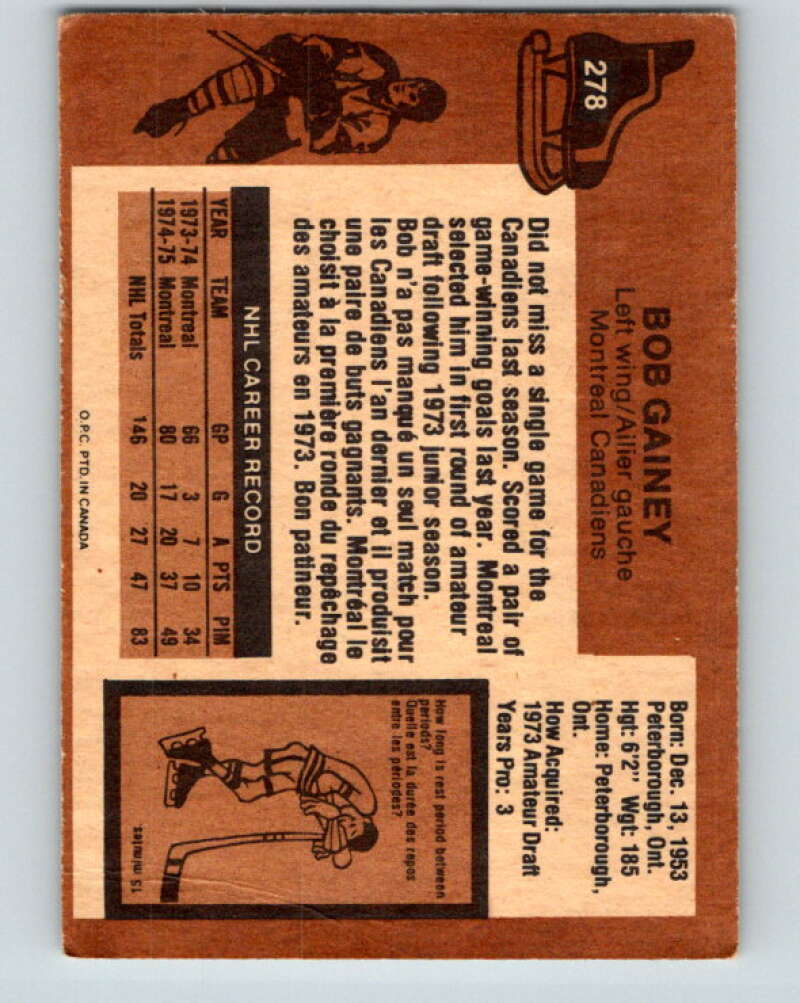 278
BOB GAINEY
Left wing/Ailier gauche
Montreal Canadiens
Born: Dec. 13, 1953
Peterborough, Ont.
Hgt: 6'2" Wgt: 185
Home: Peterborough,
Ont.
How Acquired:
1973 Amateur Draft
Years Pro: 3
Did not miss a single game for the
Canadiens last season. Scored a pair of
game-winning goals last year. Montreal
selected him in first round of amateur
draft following 1973 junior season.
Bob n'a pas manqué un seul match pour
les Canadiens l'an dernier et il produisit
une paire de buts gagnants. Montréal le
choisit à la première ronde du repêchage
des amateurs en 1973. Bon patineur.
NHL CAREER RECORD
YEAR TEAM GP G A PTS PIM
1973-74 Montreal 66 3 7 10 34
1974-75 Montreal 80 17 20 37 49
NHL Totals 146 20 27 47 83
How long is rest period between
periods?
Quelle est la durée des repos
entre les périodes?
15 minutes.
O.P.C. PTD. IN CANADA